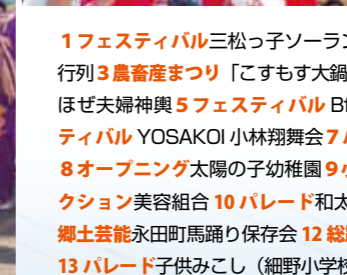 1フェスティバル三松っ子ソーラン
行列3農畜産まつり「こすもす大鍋
ほぜ夫婦神輿5フェスティバル
ティバル YOSAKOI 小林翔舞会7
8オープニング太陽の子幼稚園9
クション美容組合 10 パレード和太
郷土芸能永田町馬踊り保存会 12
13 パレード子供みこし（細野小学校